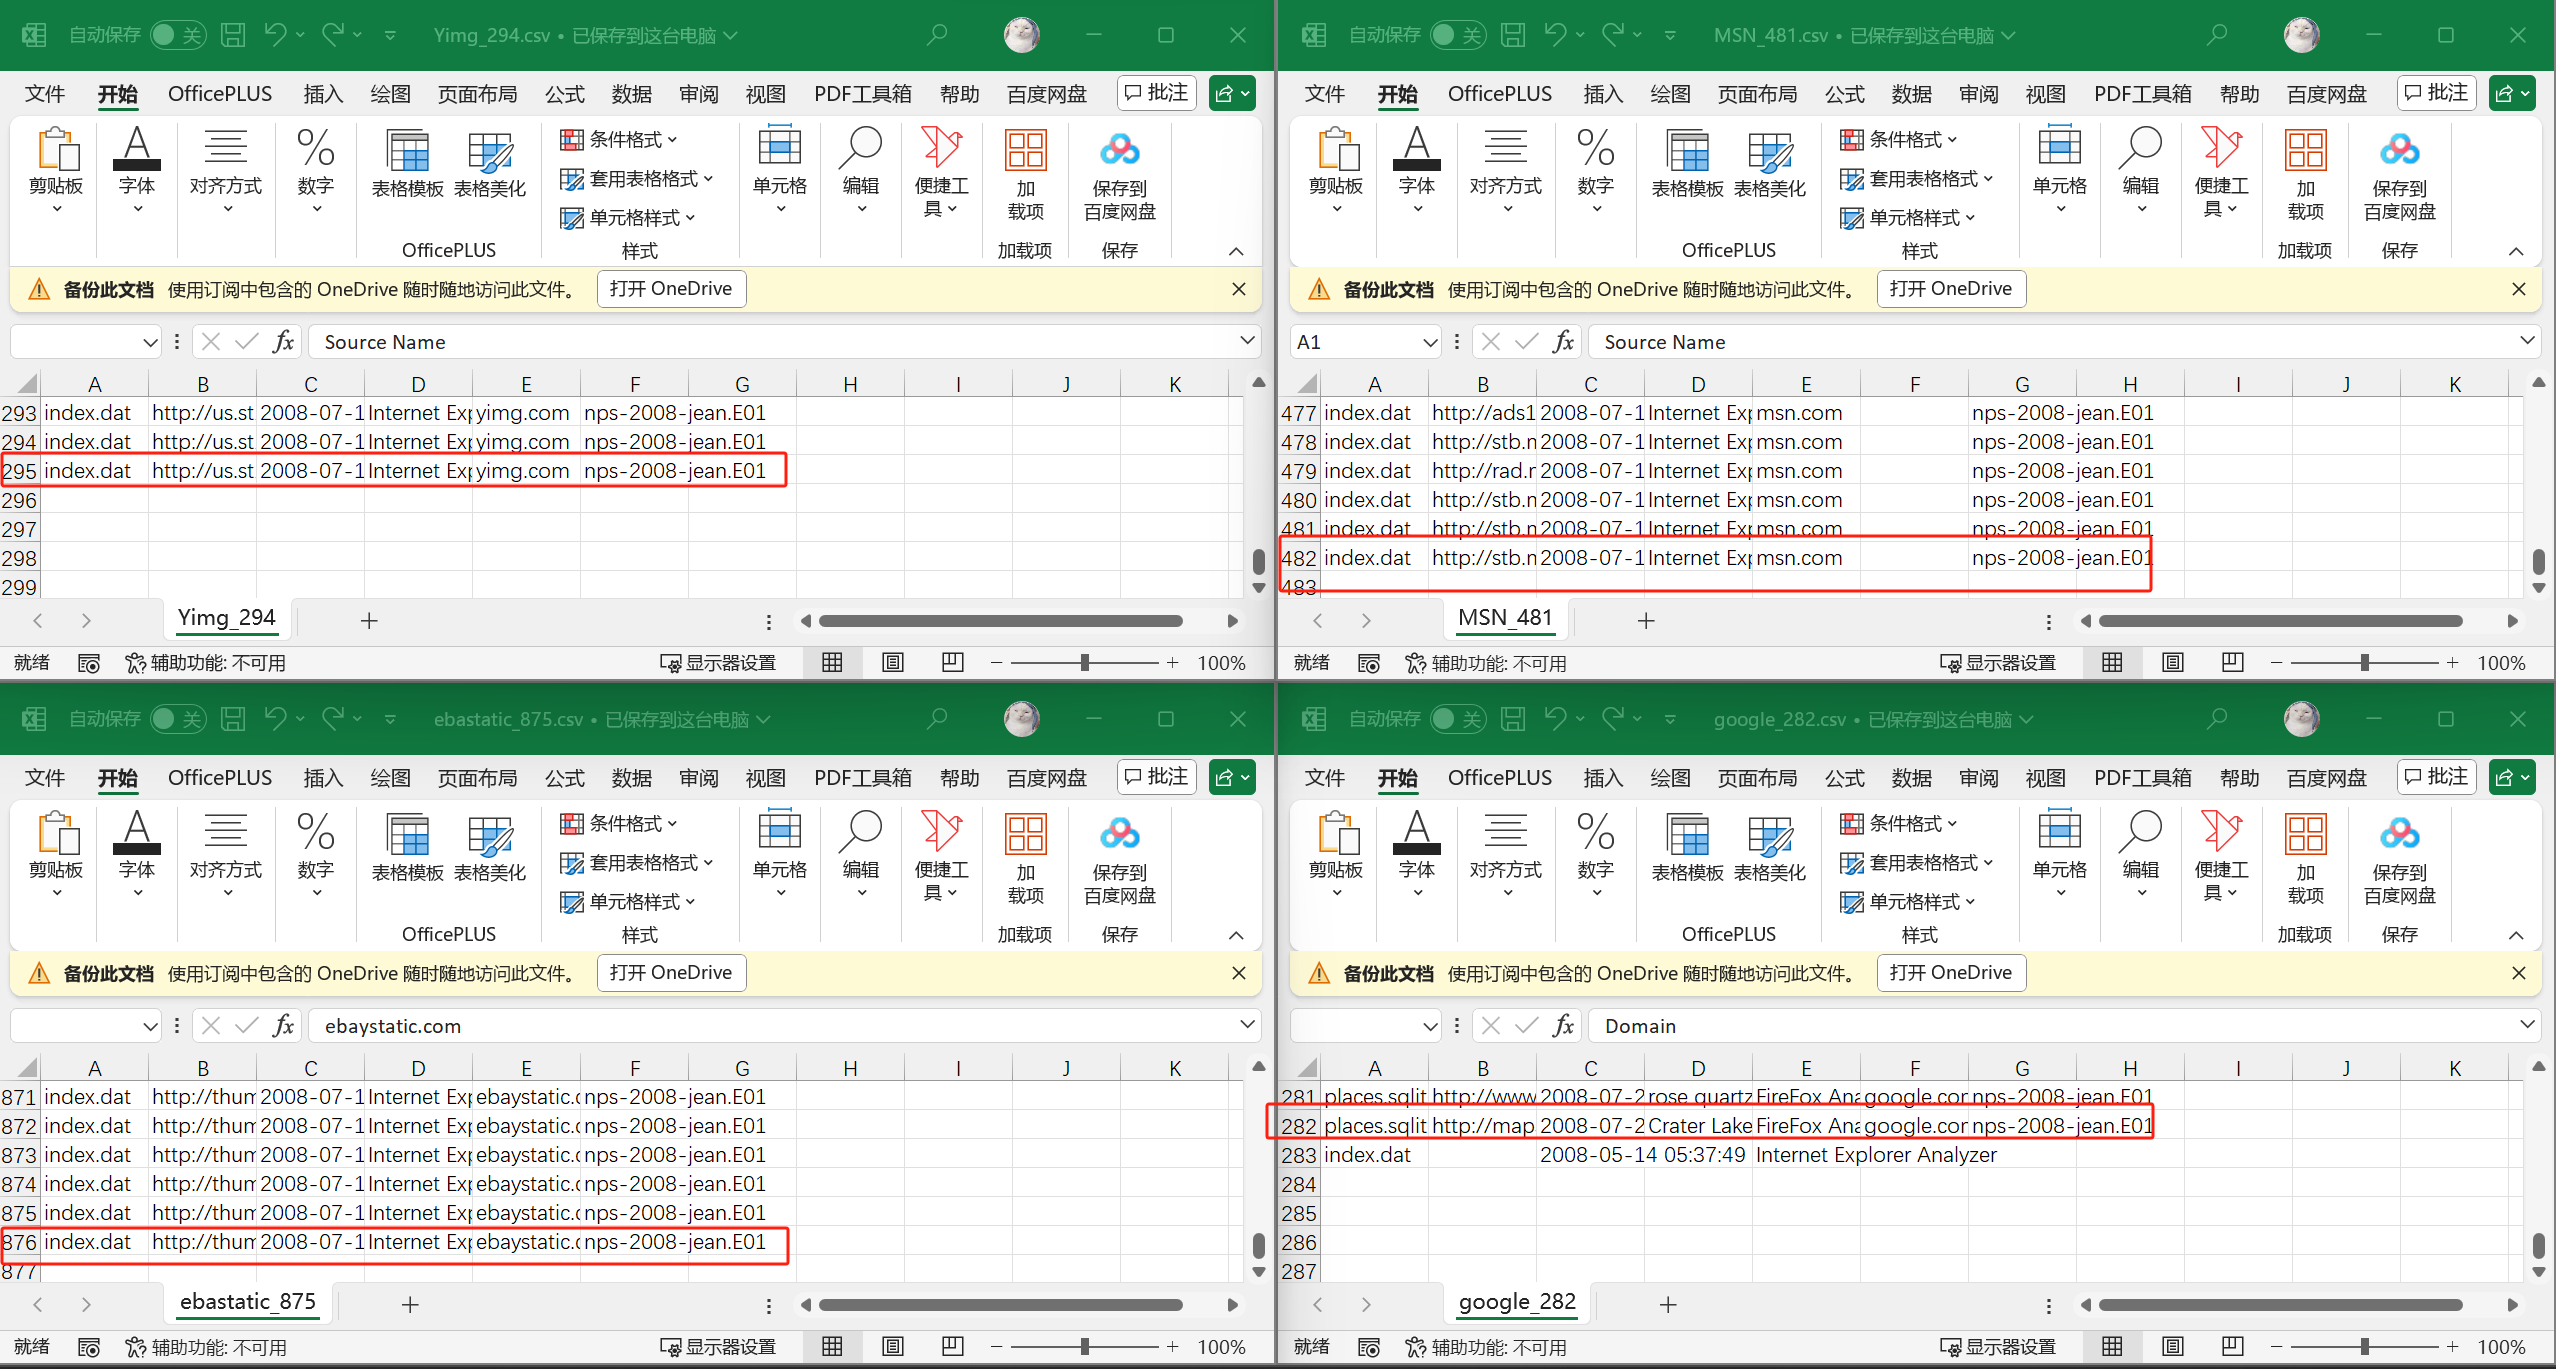 自动保存 关 Yimg_294.csv • 已保存到这台电脑
文件 开始 OfficePLUS 插入 绘图 页面布局 公式 数据 审阅 视图 PDF工具箱 帮助 百度网盘 批注
剪贴板 字体 对齐方式 数字 表格模板 表格美化 条件格式 套用表格格式 单元格样式 单元格 编辑 便捷工具 加载项 保存到百度网盘
OfficePLUS 样式 加载项 保存
备份此文档 使用订阅中包含的 OneDrive 随时随地访问此文件。 打开 OneDrive
fx Source Name
A B C D E F G H I J K
293 index.dat http://us.st 2008-07-1 Internet Exp yimg.com nps-2008-jean.E01
294 index.dat http://us.st 2008-07-1 Internet Exp yimg.com nps-2008-jean.E01
295 index.dat http://us.st 2008-07-1 Internet Exp yimg.com nps-2008-jean.E01
296
297
298
299
Yimg_294
就绪 辅助功能: 不可用 显示器设置 100%
自动保存 关 MSN_481.csv • 已保存到这台电脑
文件 开始 OfficePLUS 插入 绘图 页面布局 公式 数据 审阅 视图 PDF工具箱 帮助 百度网盘 批注
剪贴板 字体 对齐方式 数字 表格模板 表格美化 条件格式 套用表格格式 单元格样式 单元格 编辑 便捷工具 加载项 保存到百度网盘
OfficePLUS 样式 加载项 保存
备份此文档 使用订阅中包含的 OneDrive 随时随地访问此文件。 打开 OneDrive
A1 fx Source Name
A B C D E F G H I J K
477 index.dat http://ads1 2008-07-1 Internet Exp msn.com nps-2008-jean.E01
478 index.dat http://stb.n 2008-07-1 Internet Exp msn.com nps-2008-jean.E01
479 index.dat http://rad.r 2008-07-1 Internet Exp msn.com nps-2008-jean.E01
480 index.dat http://stb.n 2008-07-1 Internet Exp msn.com nps-2008-jean.E01
481 index.dat http://stb.n 2008-07-1 Internet Exp msn.com nps-2008-jean.E01
482 index.dat http://stb.n 2008-07-1 Internet Exp msn.com nps-2008-jean.E01
483
MSN_481
就绪 辅助功能: 不可用 显示器设置 100%
自动保存 关 ebastatic_875.csv • 已保存到这台电脑
文件 开始 OfficePLUS 插入 绘图 页面布局 公式 数据 审阅 视图 PDF工具箱 帮助 百度网盘 批注
剪贴板 字体 对齐方式 数字 表格模板 表格美化 条件格式 套用表格格式 单元格样式 单元格 编辑 便捷工具 加载项 保存到百度网盘
OfficePLUS 样式 加载项 保存
备份此文档 使用订阅中包含的 OneDrive 随时随地访问此文件。 打开 OneDrive
fx ebaystatic.com
A B C D E F G H I J K
871 index.dat http://thum 2008-07-1 Internet Exp ebaystatic.c nps-2008-jean.E01
872 index.dat http://thum 2008-07-1 Internet Exp ebaystatic.c nps-2008-jean.E01
873 index.dat http://thum 2008-07-1 Internet Exp ebaystatic.c nps-2008-jean.E01
874 index.dat http://thum 2008-07-1 Internet Exp ebaystatic.c nps-2008-jean.E01
875 index.dat http://thum 2008-07-1 Internet Exp ebaystatic.c nps-2008-jean.E01
876 index.dat http://thum 2008-07-1 Internet Exp ebaystatic.c nps-2008-jean.E01
877
ebastatic_875
就绪 辅助功能: 不可用 显示器设置 100%
自动保存 关 google_282.csv • 已保存到这台电脑
文件 开始 OfficePLUS 插入 绘图 页面布局 公式 数据 审阅 视图 PDF工具箱 帮助 百度网盘 批注
剪贴板 字体 对齐方式 数字 表格模板 表格美化 条件格式 套用表格格式 单元格样式 单元格 编辑 便捷工具 加载项 保存到百度网盘
OfficePLUS 样式 加载项 保存
备份此文档 使用订阅中包含的 OneDrive 随时随地访问此文件。 打开 OneDrive
fx Domain
A B C D E F G H I J K
281 places.sqlit http://www 2008-07-2 rose quartz FireFox Ana google.con nps-2008-jean.E01
282 places.sqlit http://map 2008-07-2 Crater Lake FireFox Ana google.con nps-2008-jean.E01
283 index.dat 2008-05-14 05:37:49 Internet Explorer Analyzer
284
285
286
287
google_282
就绪 辅助功能: 不可用 显示器设置 100%